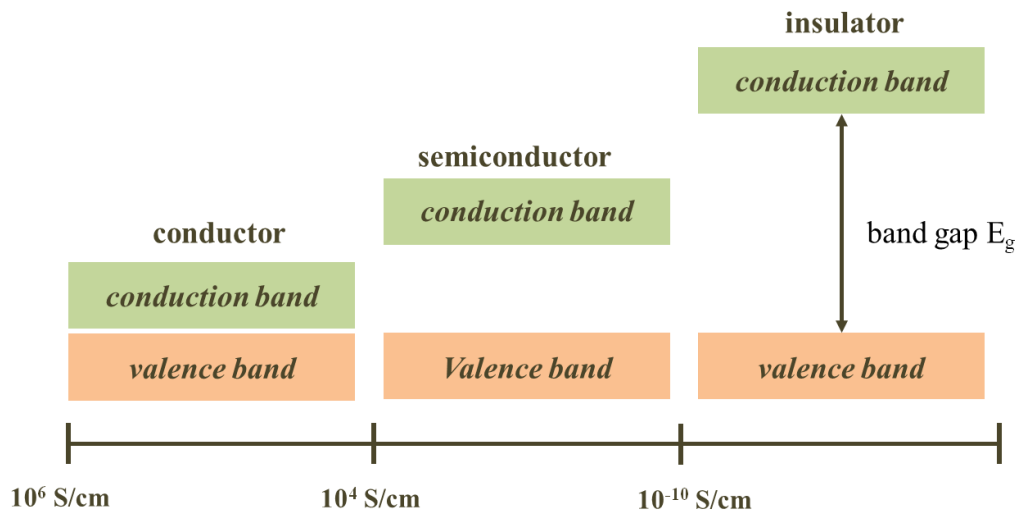 insulator
conduction band
semiconductor
conduction band
band gap E₉
conductor
conduction band
valence band
Valence band
valence band
10⁶ S/cm
10⁴ S/cm
10⁻¹⁰ S/cm